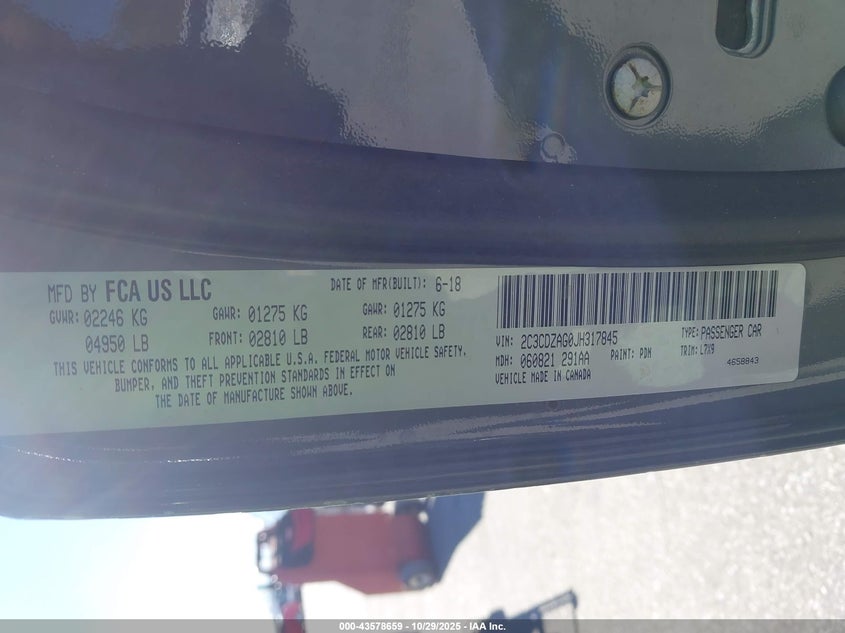 MFD BY FCA US LLC
DATE OF MFR(BUILT): 6-18
GVWR: 02246 KG
GAWR: 01275 KG
GAWR: 01275 KG
04950 LB
FRONT: 02810 LB
REAR: 02810 LB
THIS VEHICLE CONFORMS TO ALL APPLICABLE U.S.A. FEDERAL MOTOR VEHICLE SAFETY,
BUMPER, AND THEFT PREVENTION STANDARDS IN EFFECT ON
THE DATE OF MANUFACTURE SHOWN ABOVE.
VIN: 2C3CDZAG0JH317845
TYPE: PASSENGER CAR
MDH: 060821 291AA
PAINT: PDN
TRIM: L7X9
VEHICLE MADE IN CANADA
4658843
000-43578659 - 10/29/2025 - IAA Inc.